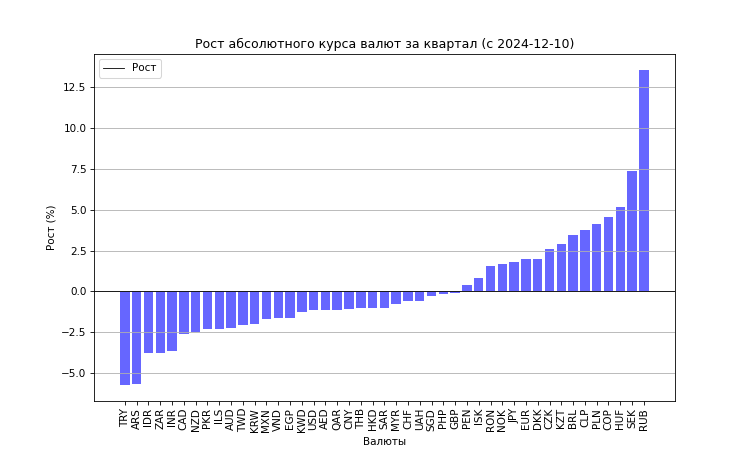 Рост абсолютного курса валют за квартал (с 2024-12-10)
Рост
Рост (%)
12.5
10.0
7.5
5.0
2.5
0.0
−2.5
−5.0
TRY ARS IDR ZAR INR CAD NZD PKR ILS AUD TWD KRW MXN VND EGP KWD USD AED QAR CNY THB HKD SAR MYR CHF UAH SGD PHP GBP PEN ISK RON NOK JPY EUR DKK CZK KZT BRL CLP PLN COP HUF SEK RUB
Валюты